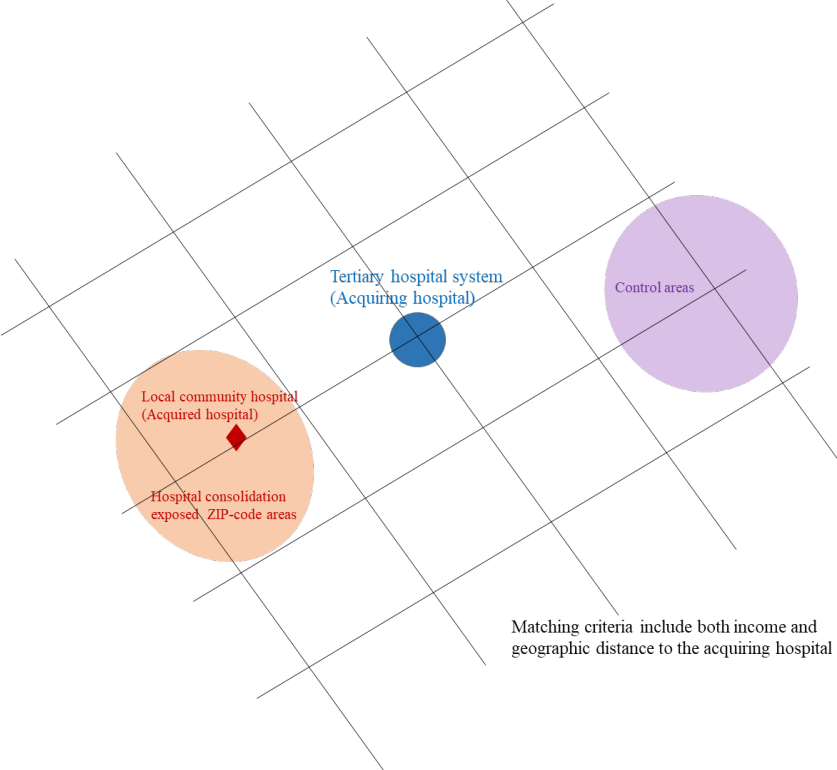 Tertiary hospital system
(Acquiring hospital)
Control areas
Local community hospital
(Acquired hospital)
Hospital consolidation
exposed ZIP-code areas
Matching criteria include both income and
geographic distance to the acquiring hospital